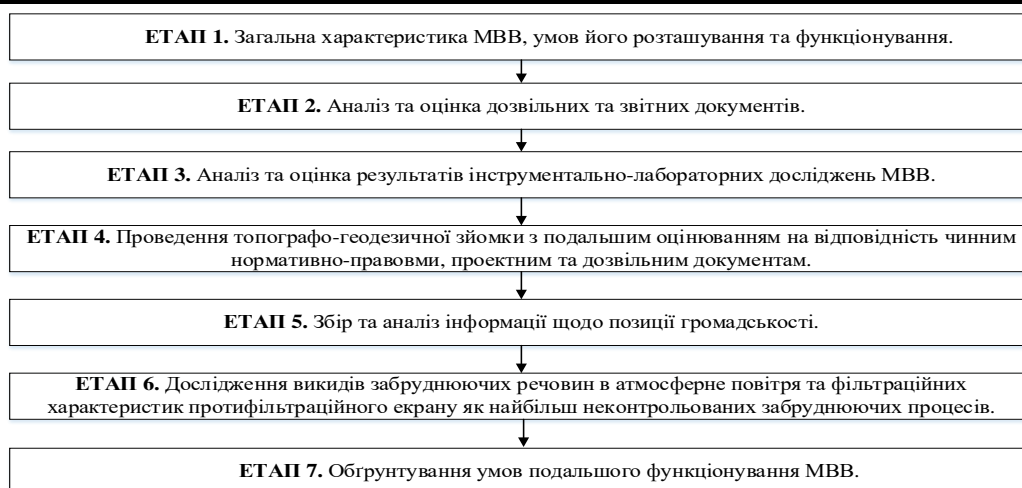 ЕТАП 1. Загальна характеристика МВВ, умов його розташування та функціонування.
ЕТАП 2. Аналіз та оцінка дозвільних та звітних документів.
ЕТАП 3. Аналіз та оцінка результатів інструментально-лабораторних досліджень МВВ.
ЕТАП 4. Проведення топографо-геодезичної зйомки з подальшим оцінюванням на відповідність чинним
нормативно-правовми, проектним та дозвільним документам.
ЕТАП 5. Збір та аналіз інформації щодо позиції громадськості.
ЕТАП 6. Дослідження викидів забруднюючих речовин в атмосферне повітря та фільтраційних
характеристик протифільтраційного екрану як найбільш неконтрольованих забруднюючих процесів.
ЕТАП 7. Обґрунтування умов подальшого функціонування МВВ.